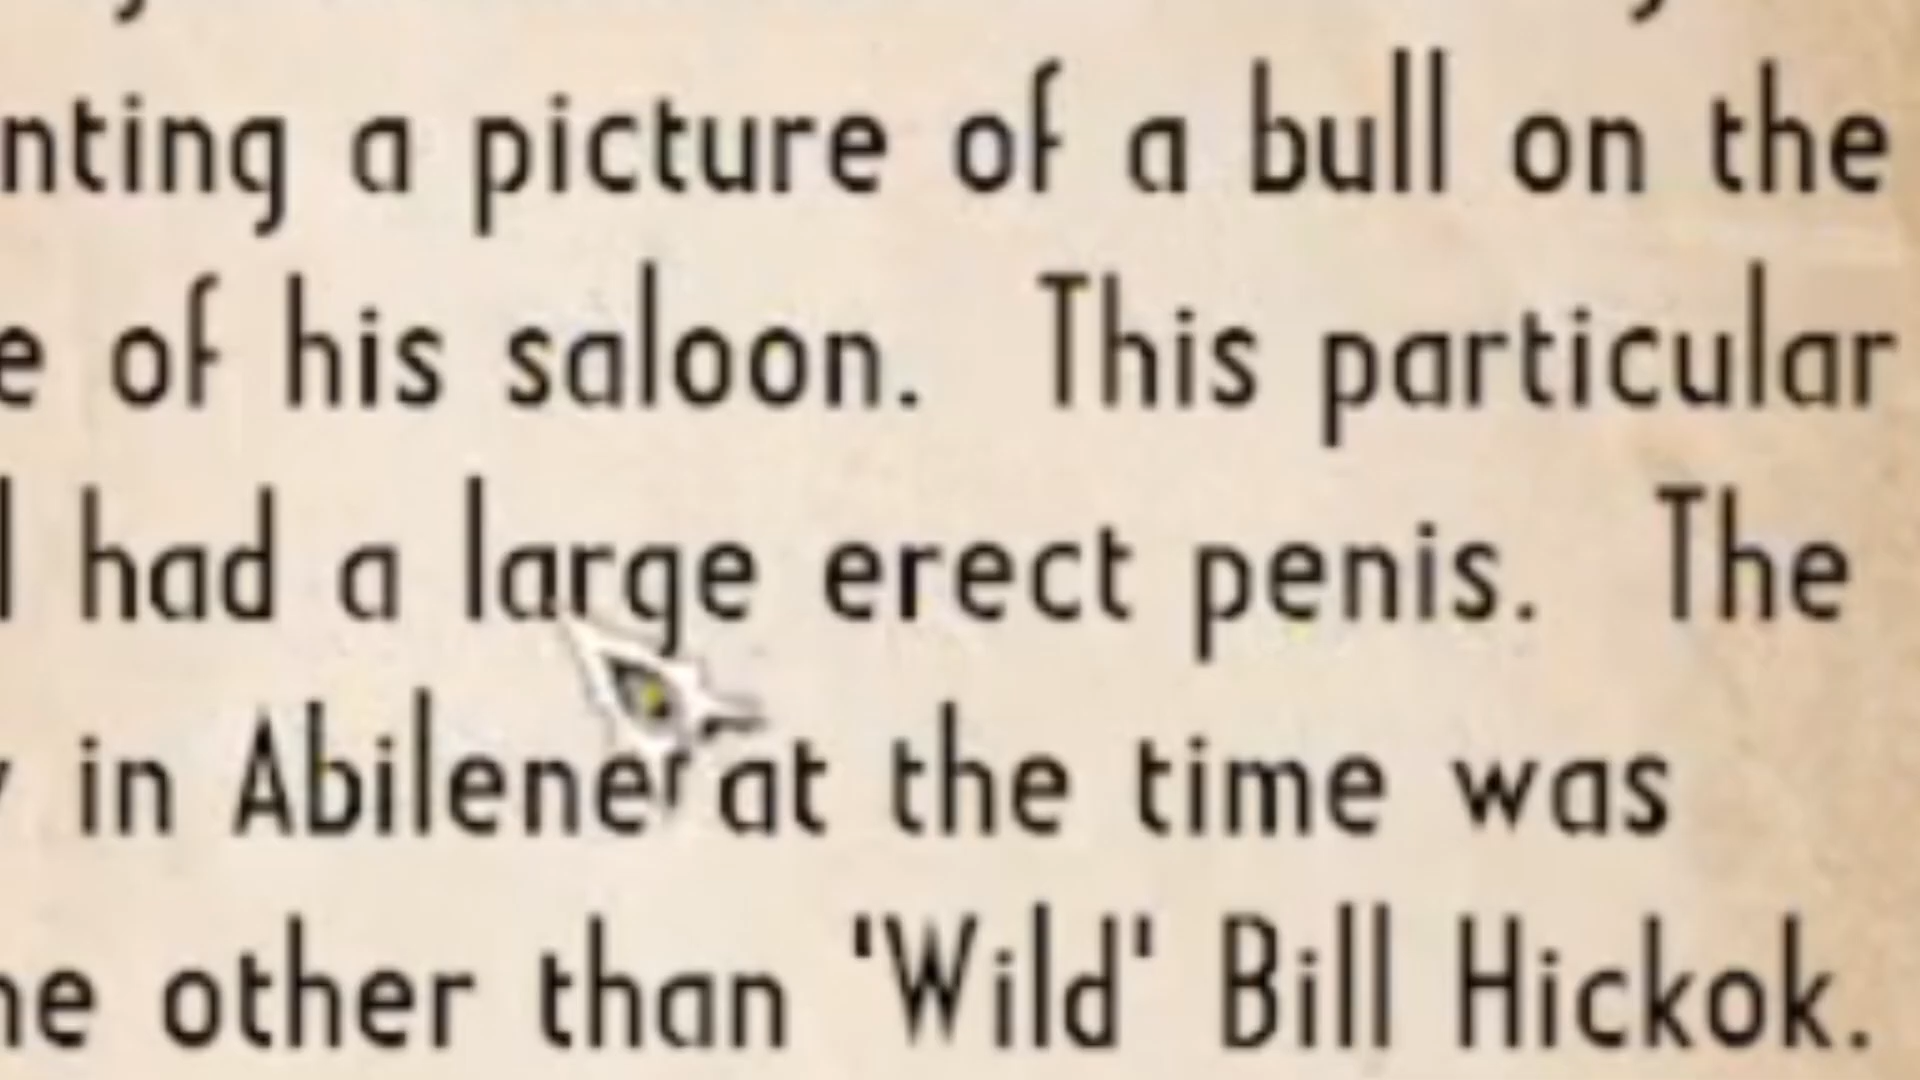 nting a picture of a bull on the
e of his saloon. This particular
l had a large erect penis. The
in Abilene at the time was
ne other than 'Wild' Bill Hickok.